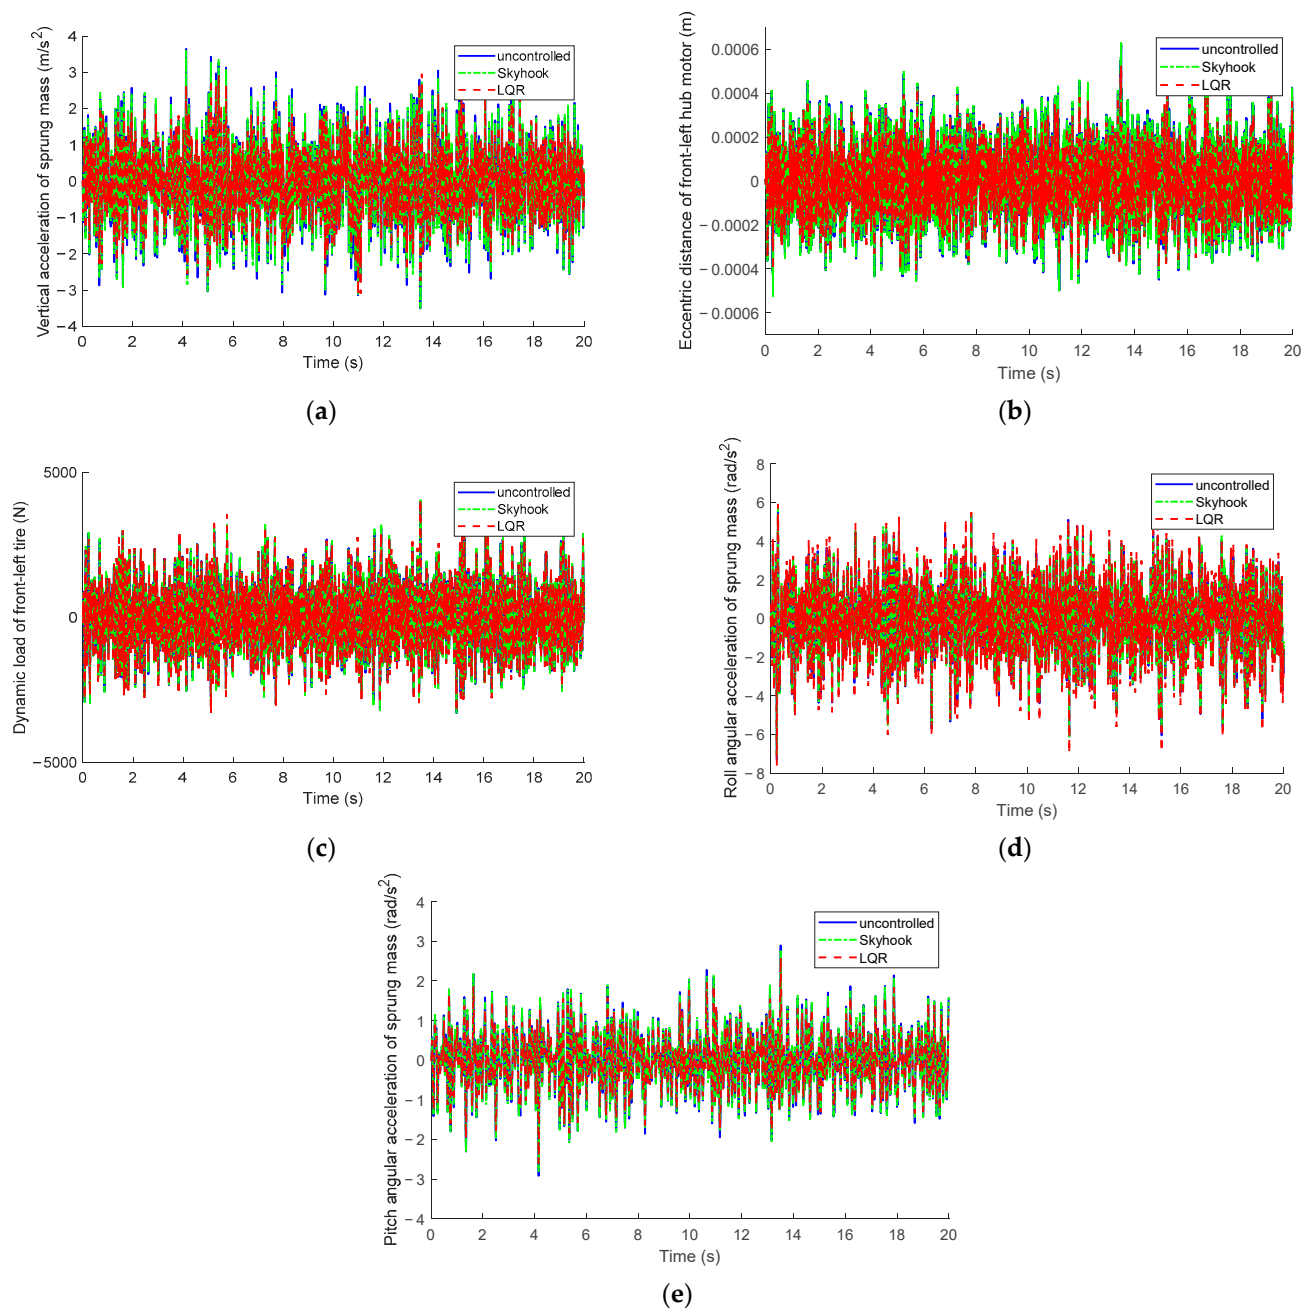 Vertical acceleration of sprung mass (m/s²)
4
3
2
1
0
−1
−2
−3
−4
0 2 4 6 8 10 12 14 16 18 20
Time (s)
uncontrolled
Skyhook
LQR
(a)
Eccentric distance of front-left hub motor (m)
0.0006
0.0004
0.0002
0
−0.0002
−0.0004
−0.0006
0 2 4 6 8 10 12 14 16 18 20
Time (s)
uncontrolled
Skyhook
LQR
(b)
Dynamic load of front-left tire (N)
5000
0
−5000
0 2 4 6 8 10 12 14 16 18 20
Time (s)
uncontrolled
Skyhook
LQR
(c)
Roll angular acceleration of sprung mass (rad/s²)
8
6
4
2
0
−2
−4
−6
−8
0 2 4 6 8 10 12 14 16 18 20
Time (s)
uncontrolled
Skyhook
LQR
(d)
Pitch angular acceleration of sprung mass (rad/s²)
4
3
2
1
0
−1
−2
−3
−4
0 2 4 6 8 10 12 14 16 18 20
Time (s)
uncontrolled
Skyhook
LQR
(e)